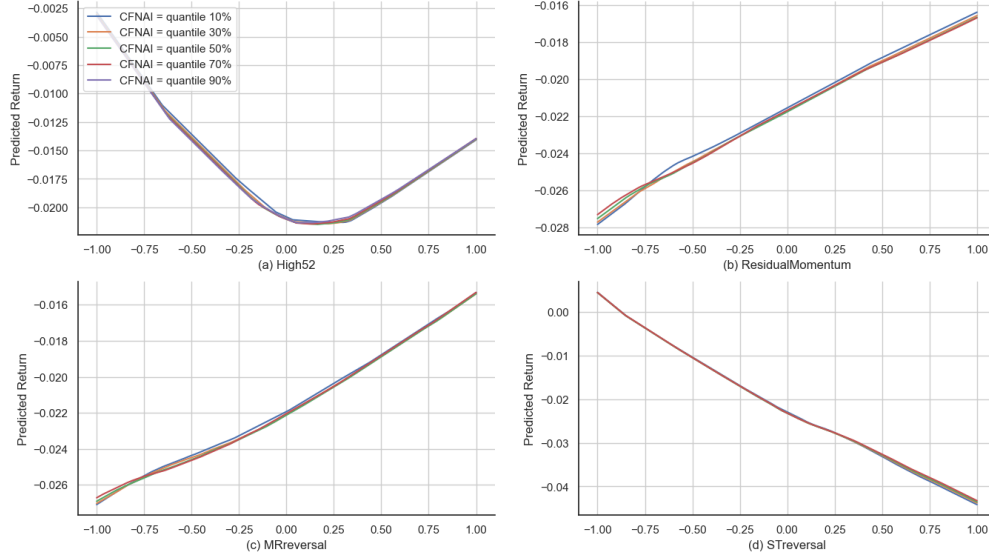 −0.0025
−0.0050
−0.0075
−0.0100
−0.0125
−0.0150
−0.0175
−0.0200
Predicted Return
CFNAI = quantile 10%
CFNAI = quantile 30%
CFNAI = quantile 50%
CFNAI = quantile 70%
CFNAI = quantile 90%
−1.00 −0.75 −0.50 −0.25 0.00 0.25 0.50 0.75 1.00
(a) High52
−0.016
−0.018
−0.020
−0.022
−0.024
−0.026
−0.028
Predicted Return
−1.00 −0.75 −0.50 −0.25 0.00 0.25 0.50 0.75 1.00
(b) ResidualMomentum
−0.016
−0.018
−0.020
−0.022
−0.024
−0.026
Predicted Return
−1.00 −0.75 −0.50 −0.25 0.00 0.25 0.50 0.75 1.00
(c) MRreversal
0.00
−0.01
−0.02
−0.03
−0.04
Predicted Return
−1.00 −0.75 −0.50 −0.25 0.00 0.25 0.50 0.75 1.00
(d) STreversal